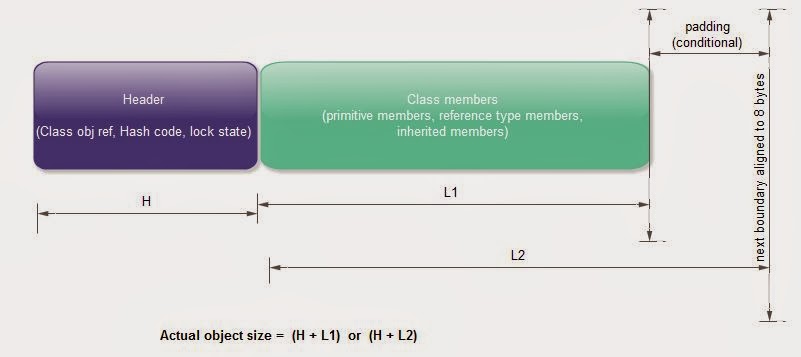 padding
(conditional)
Header
(Class obj ref, Hash code, lock state)
Class members
(primitive members, reference type members,
inherited members)
next boundary aligned to 8 bytes
H
L1
L2
Actual object size = (H + L1) or (H + L2)